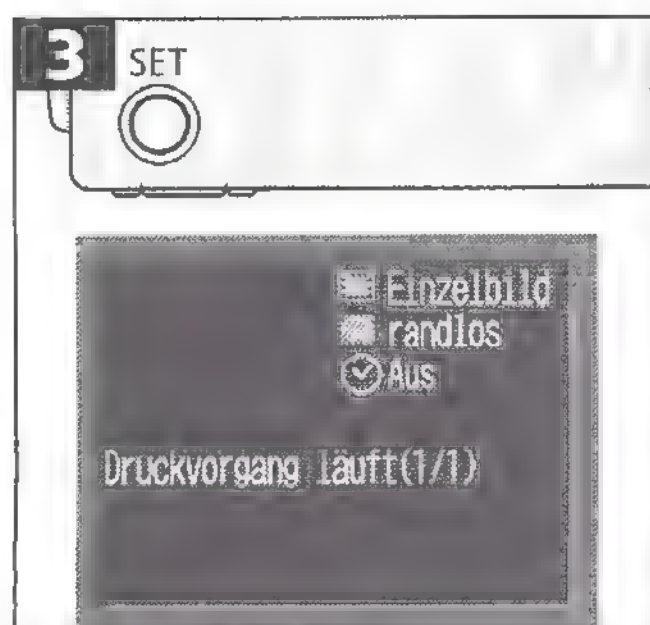 3
SET
Einzelbild
randlos
Aus
Druckvorgang läuft(1/1)